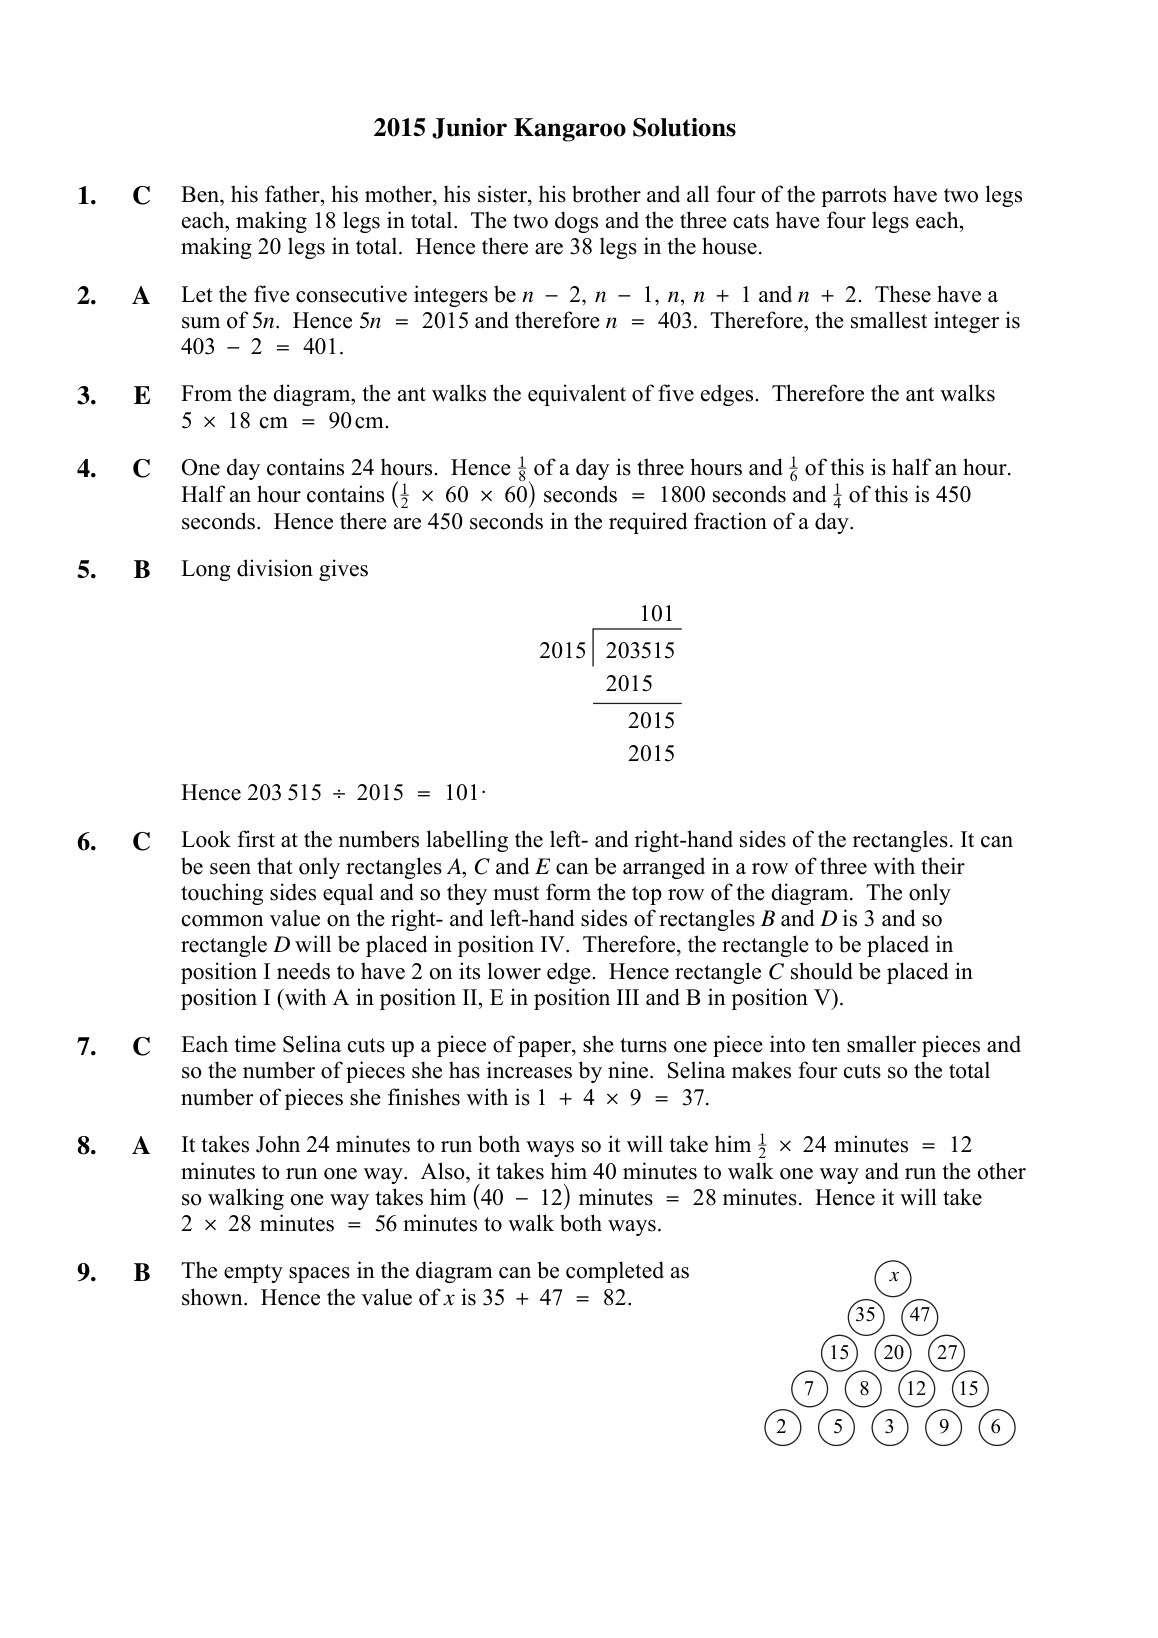 2015 Junior Kangaroo Solutions
1. C Ben, his father, his mother, his sister, his brother and all four of the parrots have two legs
each, making 18 legs in total. The two dogs and the three cats have four legs each,
making 20 legs in total. Hence there are 38 legs in the house.
2. A Let the five consecutive integers be n − 2, n − 1, n, n + 1 and n + 2. These have a
sum of 5n. Hence 5n = 2015 and therefore n = 403. Therefore, the smallest integer is
403 − 2 = 401.
3. E From the diagram, the ant walks the equivalent of five edges. Therefore the ant walks
5 × 18 cm = 90 cm.
4. C One day contains 24 hours. Hence 1/8 of a day is three hours and 1/6 of this is half an hour.
Half an hour contains (1/2 × 60 × 60) seconds = 1800 seconds and 1/4 of this is 450
seconds. Hence there are 450 seconds in the required fraction of a day.
5. B Long division gives
101
2015 203515
2015
2015
2015
Hence 203 515 ÷ 2015 = 101·
6. C Look first at the numbers labelling the left- and right-hand sides of the rectangles. It can
be seen that only rectangles A, C and E can be arranged in a row of three with their
touching sides equal and so they must form the top row of the diagram. The only
common value on the right- and left-hand sides of rectangles B and D is 3 and so
rectangle D will be placed in position IV. Therefore, the rectangle to be placed in
position I needs to have 2 on its lower edge. Hence rectangle C should be placed in
position I (with A in position II, E in position III and B in position V).
7. C Each time Selina cuts up a piece of paper, she turns one piece into ten smaller pieces and
so the number of pieces she has increases by nine. Selina makes four cuts so the total
number of pieces she finishes with is 1 + 4 × 9 = 37.
8. A It takes John 24 minutes to run both ways so it will take him 1/2 × 24 minutes = 12
minutes to run one way. Also, it takes him 40 minutes to walk one way and run the other
so walking one way takes him (40 − 12) minutes = 28 minutes. Hence it will take
2 × 28 minutes = 56 minutes to walk both ways.
9. B The empty spaces in the diagram can be completed as
shown. Hence the value of x is 35 + 47 = 82.
x
35 47
15 20 27
7 8 12 15
2 5 3 9 6